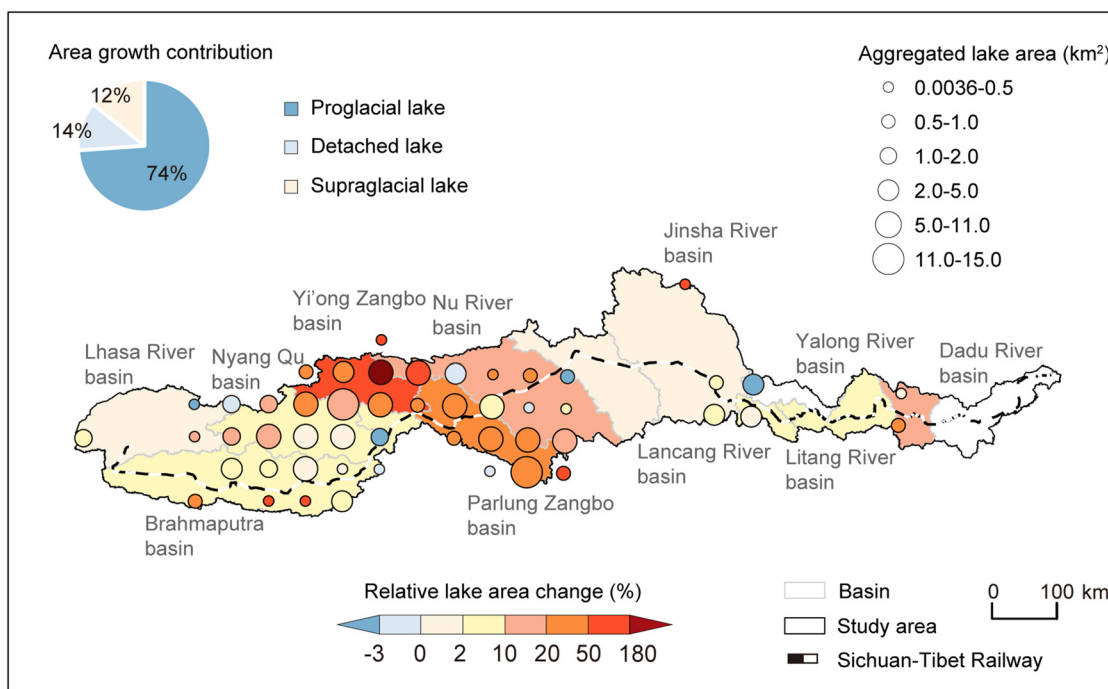 Area growth contribution
12%
14%
74%
Proglacial lake
Detached lake
Supraglacial lake
Aggregated lake area (km²)
0.0036-0.5
0.5-1.0
1.0-2.0
2.0-5.0
5.0-11.0
11.0-15.0
Jinsha River
basin
Yi'ong Zangbo
basin
Nu River
basin
Lhasa River
basin
Nyang Qu
basin
Yalong River
basin
Dadu River
basin
Lancang River
basin
Litang River
basin
Parlung Zangbo
basin
Brahmaputra
basin
Relative lake area change (%)
-3 0 2 10 20 50 180
Basin
Study area
Sichuan-Tibet Railway
0 100 km